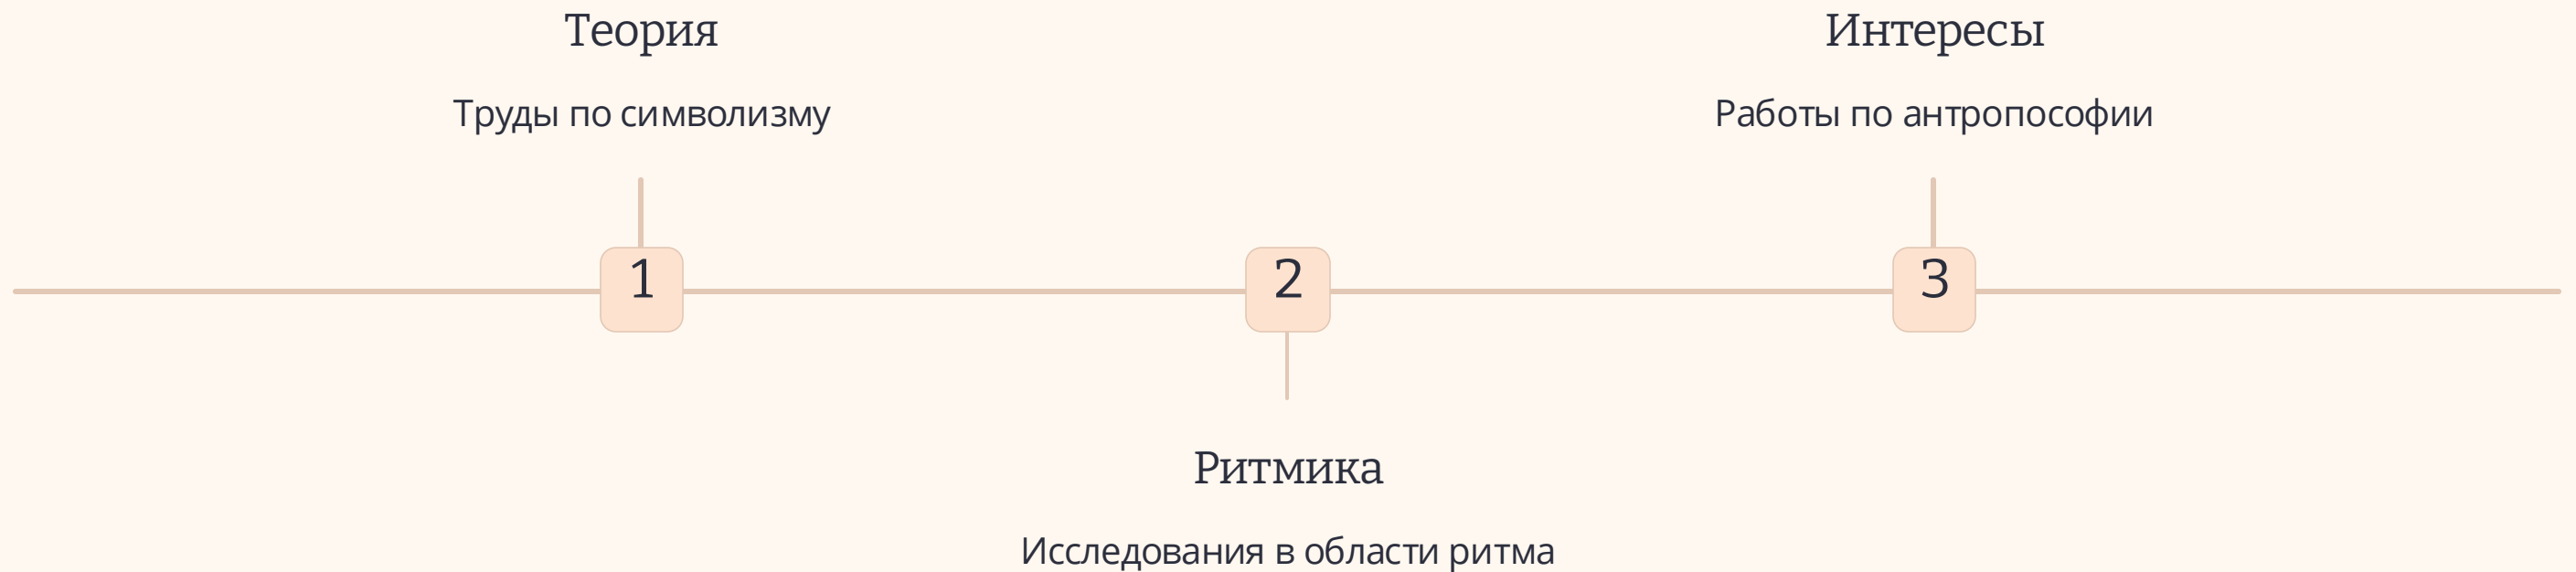 Теория
Труды по символизму
Интересы
Работы по антропософии
1
2
3
Ритмика
Исследования в области ритма